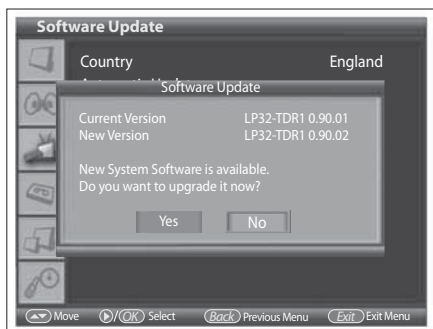 Software Update
Country England
Software Update
Current Version LP32-TDR1 0.90.01
New Version LP32-TDR1 0.90.02
New System Software is available.
Do you want to upgrade it now?
Yes No
Move /(OK) Select Back Previous Menu Exit Exit Menu